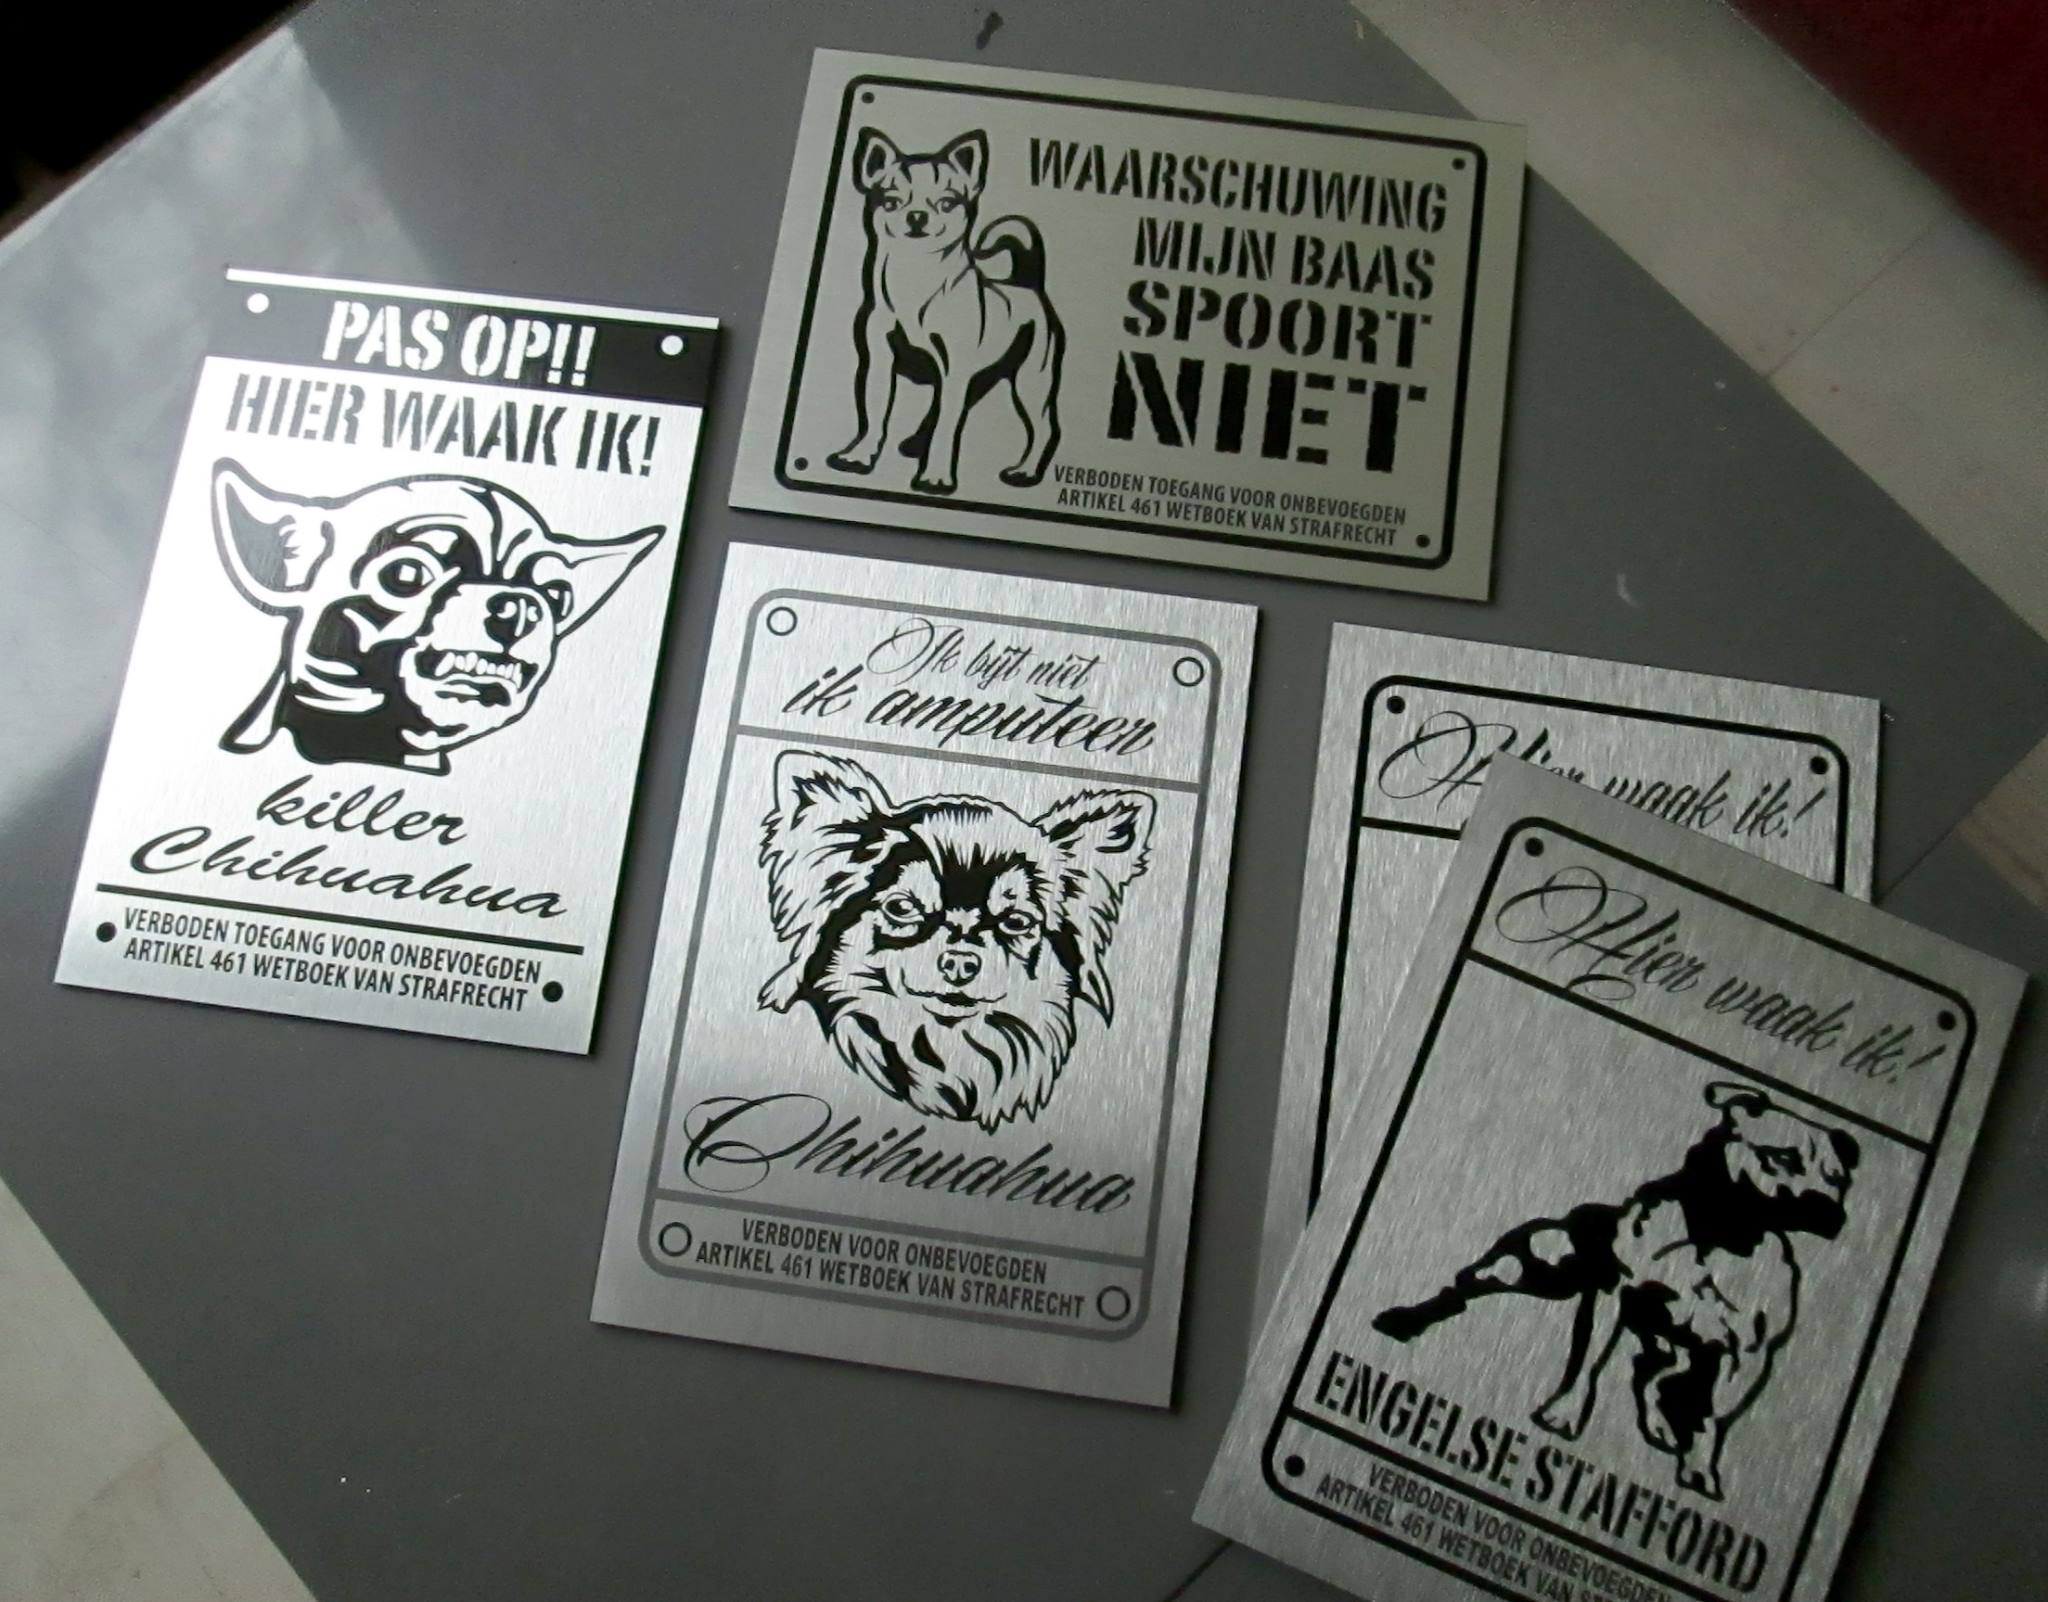 PAS OP!!
HIER WAAK IK!
killer
Chihuahua
VERBODEN TOEGANG VOOR ONBEVOEGDEN
ARTIKEL 461 WETBOEK VAN STRAFRECHT
WAARSCHUWING
MIJN BAAS
SPOORT
NIET
VERBODEN TOEGANG VOOR ONBEVOEGDEN
ARTIKEL 461 WETBOEK VAN STRAFRECHT
Ik bijt niet
ik amputeer
Chihuahua
VERBODEN VOOR ONBEVOEGDEN
ARTIKEL 461 WETBOEK VAN STRAFRECHT
Hier waak ik!
Hier waak ik!
ENGELSE STAFFORD
VERBODEN VOOR ONBEVOEGDEN
ARTIKEL 461 WETBOEK VAN